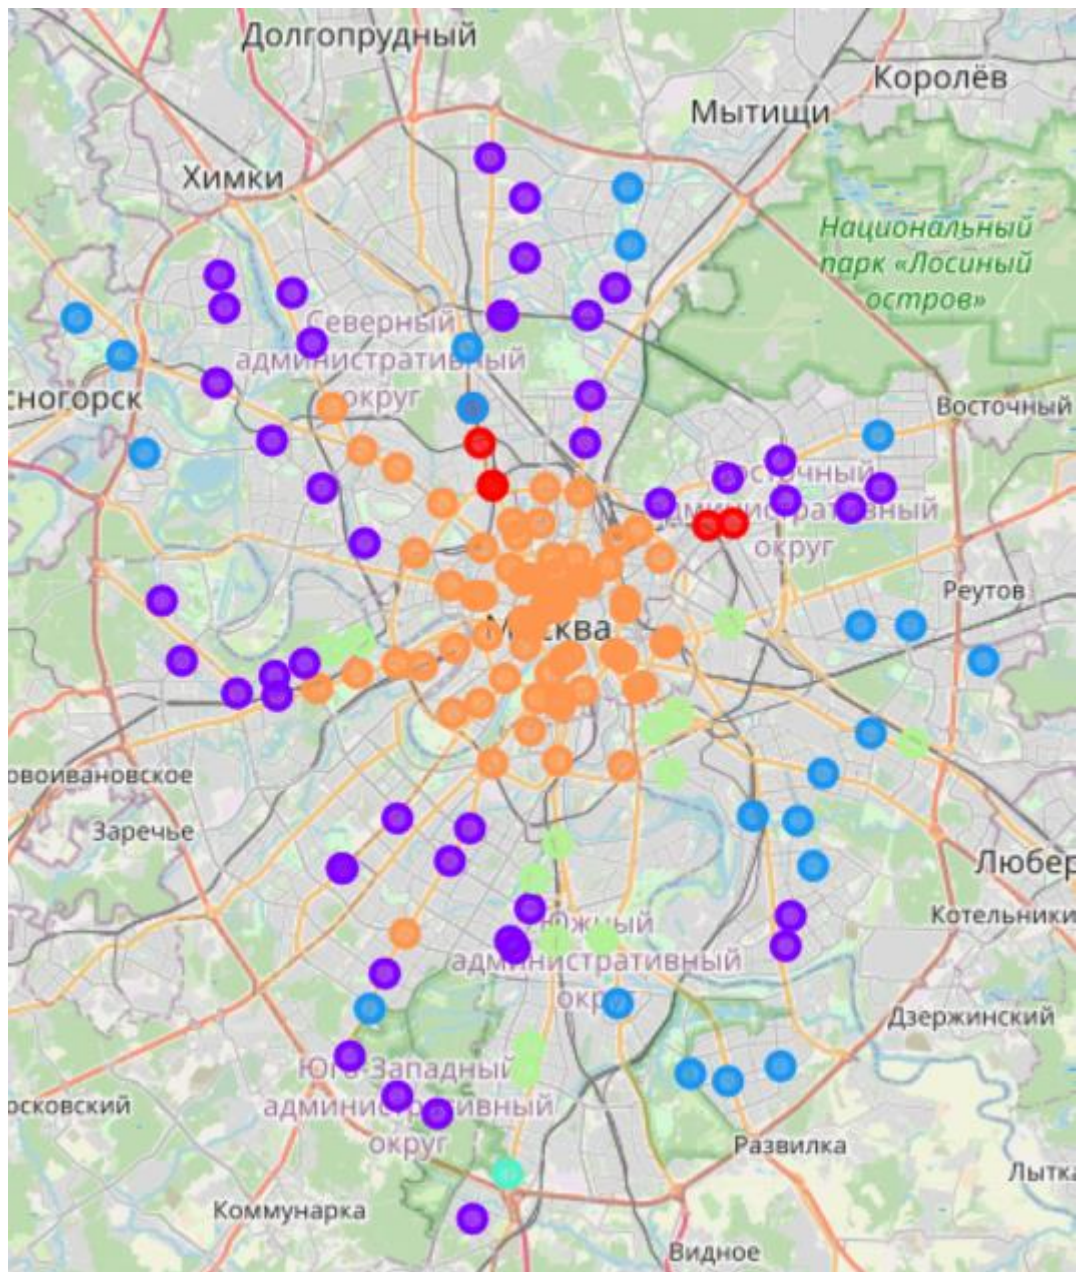 Долгопрудный
Королёв
Мытищи
Химки
Национальный
парк «Лосиный
остров»
Северный
административный
округ
сногорск
Восточный
Восточный
административный
округ
Реутов
Москва
овоивановское
Заречье
Любер
Котельники
Южный
административный
округ
Дзержинский
Юго-Западный
административный
округ
осковский
Развилка
Лытка
Коммунарка
Видное